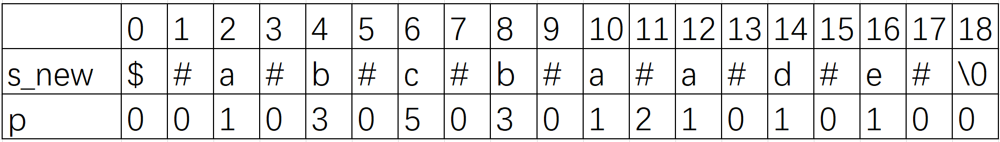 0 1 2 3 4 5 6 7 8 9 10 11 12 13 14 15 16 17 18
s_new $ # a # b # c # b # a # a # d # e # \0
p 0 0 1 0 3 0 5 0 3 0 1 2 1 0 1 0 1 0 0